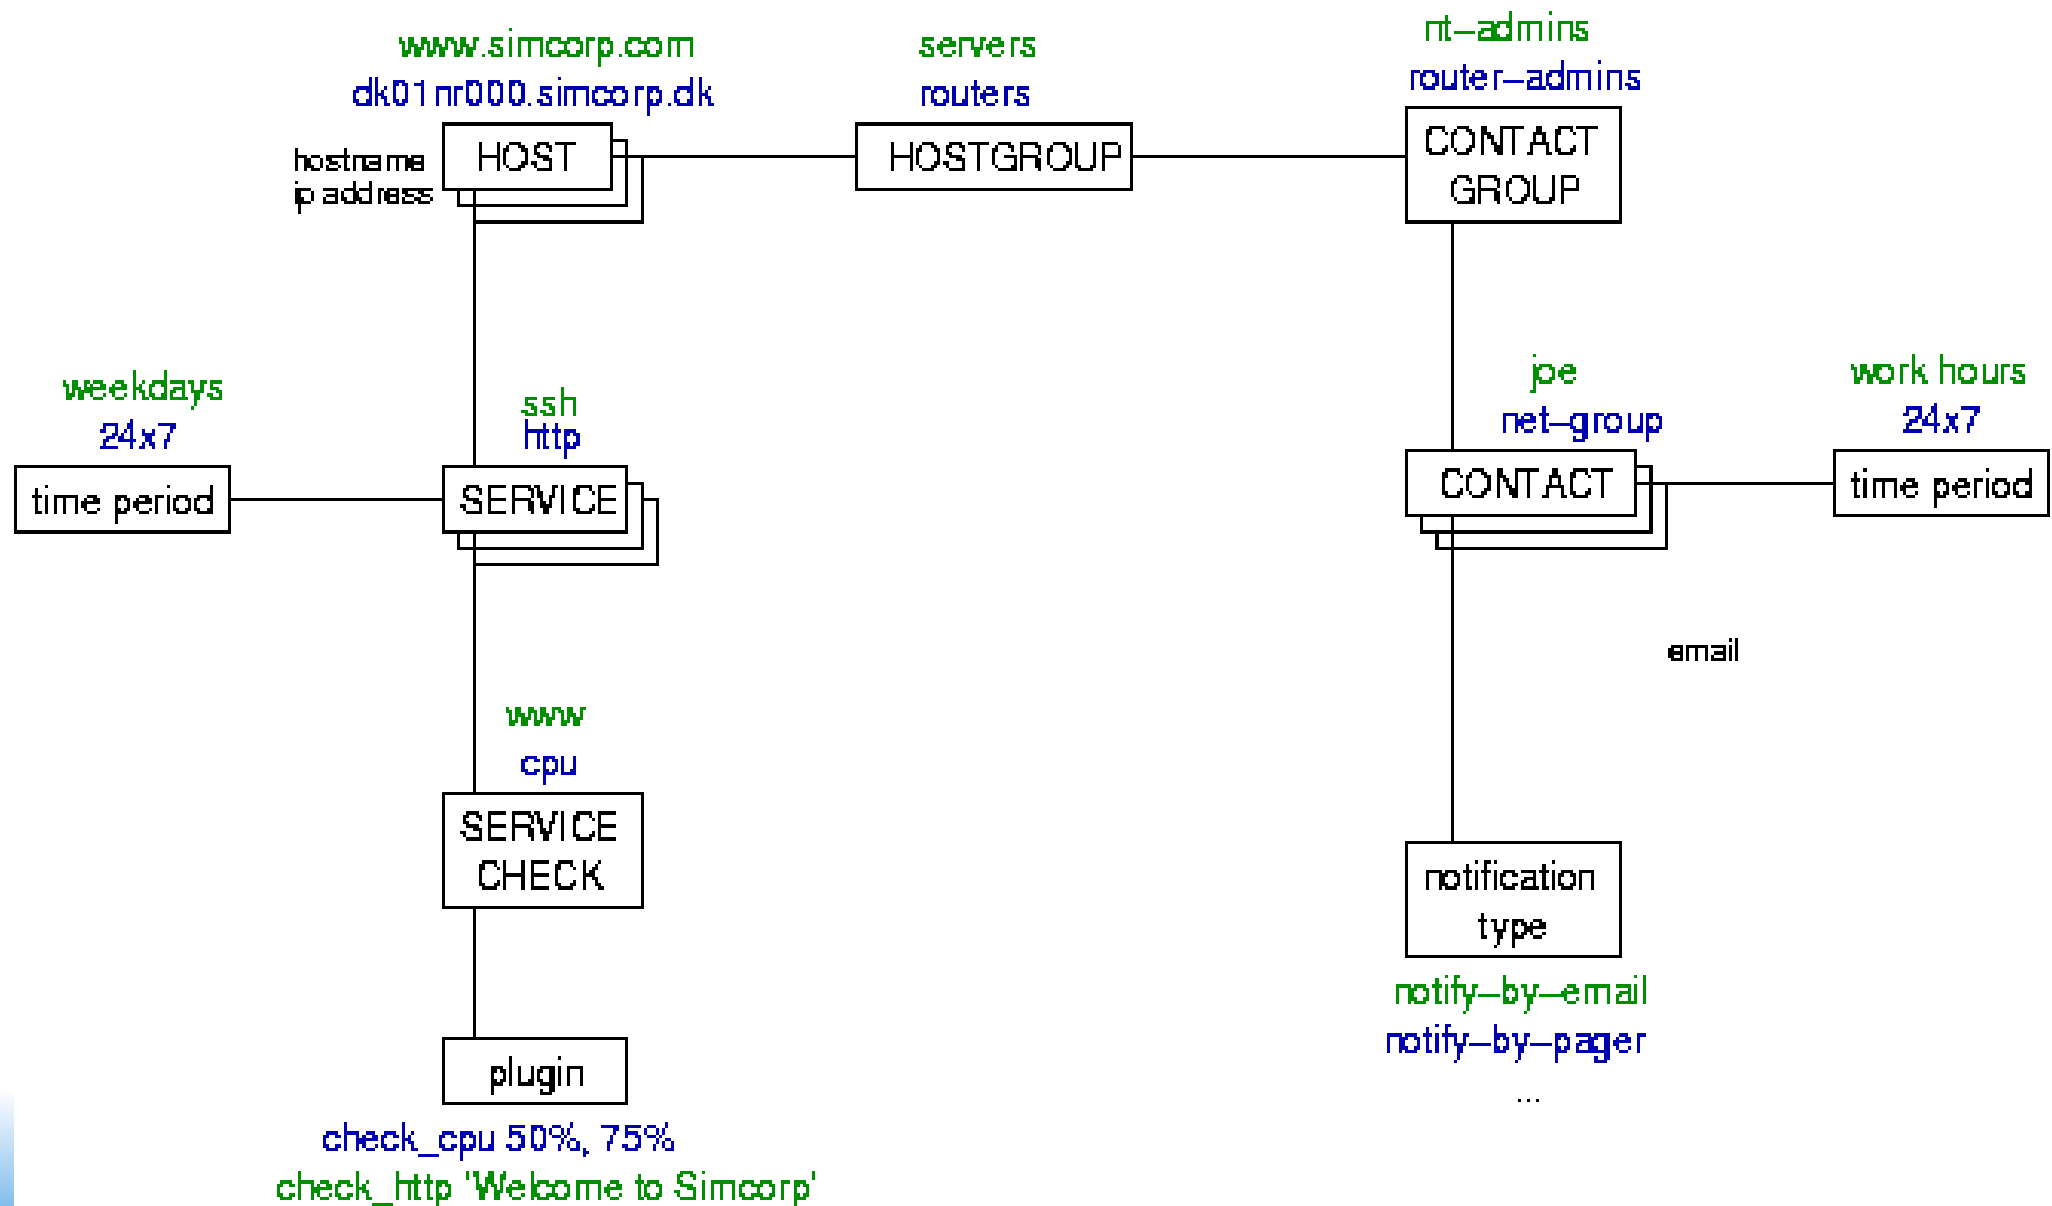 www.simcorp.com
dk01nr000.simcorp.dk
hostname
ip address
HOST
servers
routers
HOSTGROUP
nt-admins
router-admins
CONTACT
GROUP
weekdays
24x7
time period
ssh
http
SERVICE
joe
net-group
CONTACT
work hours
24x7
time period
email
www
cpu
SERVICE
CHECK
notification
type
notify-by-email
notify-by-pager
...
plugin
check_cpu 50%, 75%
check_http 'Welcome to Simcorp'